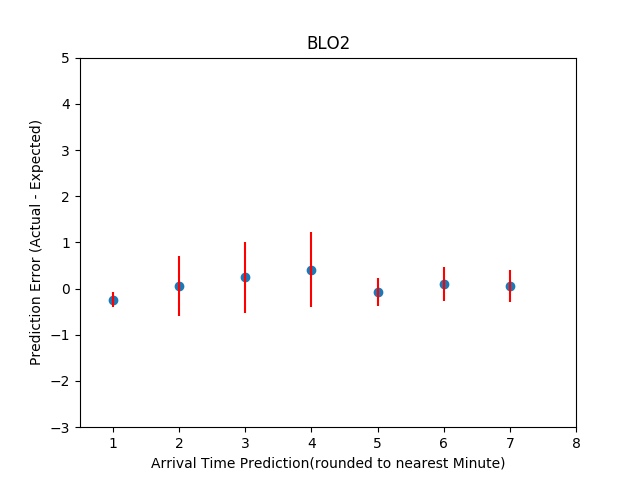 BLO2
5
4
3
2
1
0
−1
−2
−3
Prediction Error (Actual - Expected)
1 2 3 4 5 6 7 8
Arrival Time Prediction(rounded to nearest Minute)